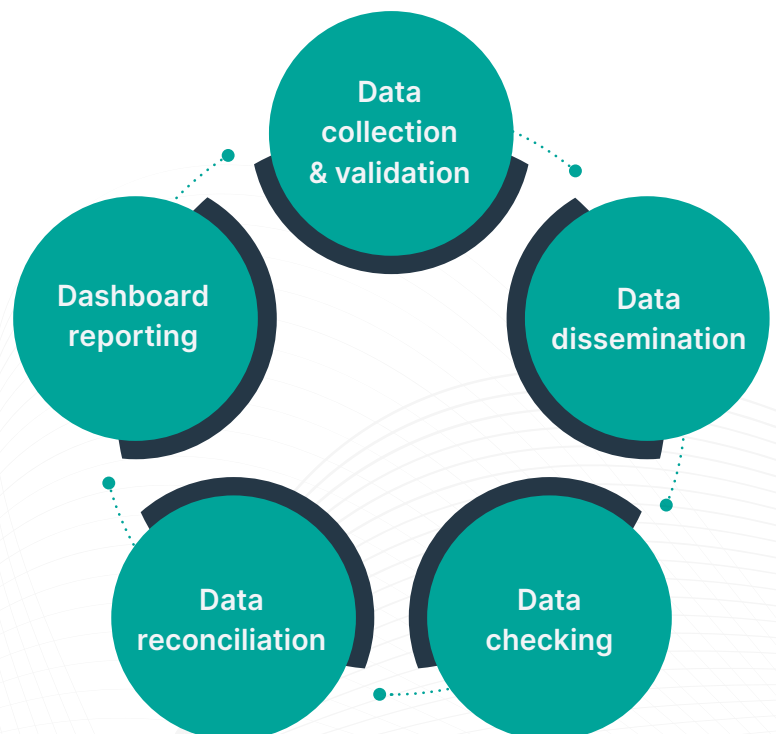 Data
collection
& validation
Dashboard
reporting
Data
dissemination
Data
reconciliation
Data
checking